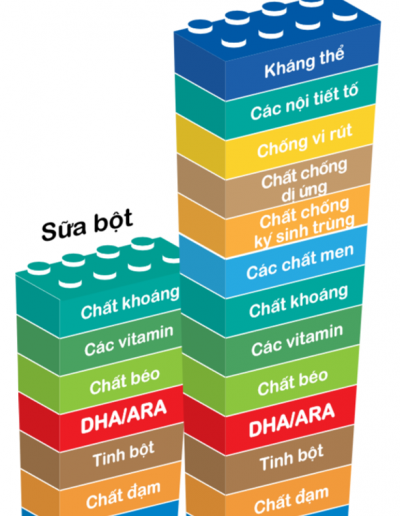 Sữa bột
Chất khoáng
Các vitamin
Chất béo
DHA/ARA
Tinh bột
Chất đạm
Kháng thể
Các nội tiết tố
Chống vi rút
Chất chống
dị ứng
Chất chống
ký sinh trùng
Các chất men
Chất khoáng
Các vitamin
Chất béo
DHA/ARA
Tinh bột
Chất đạm